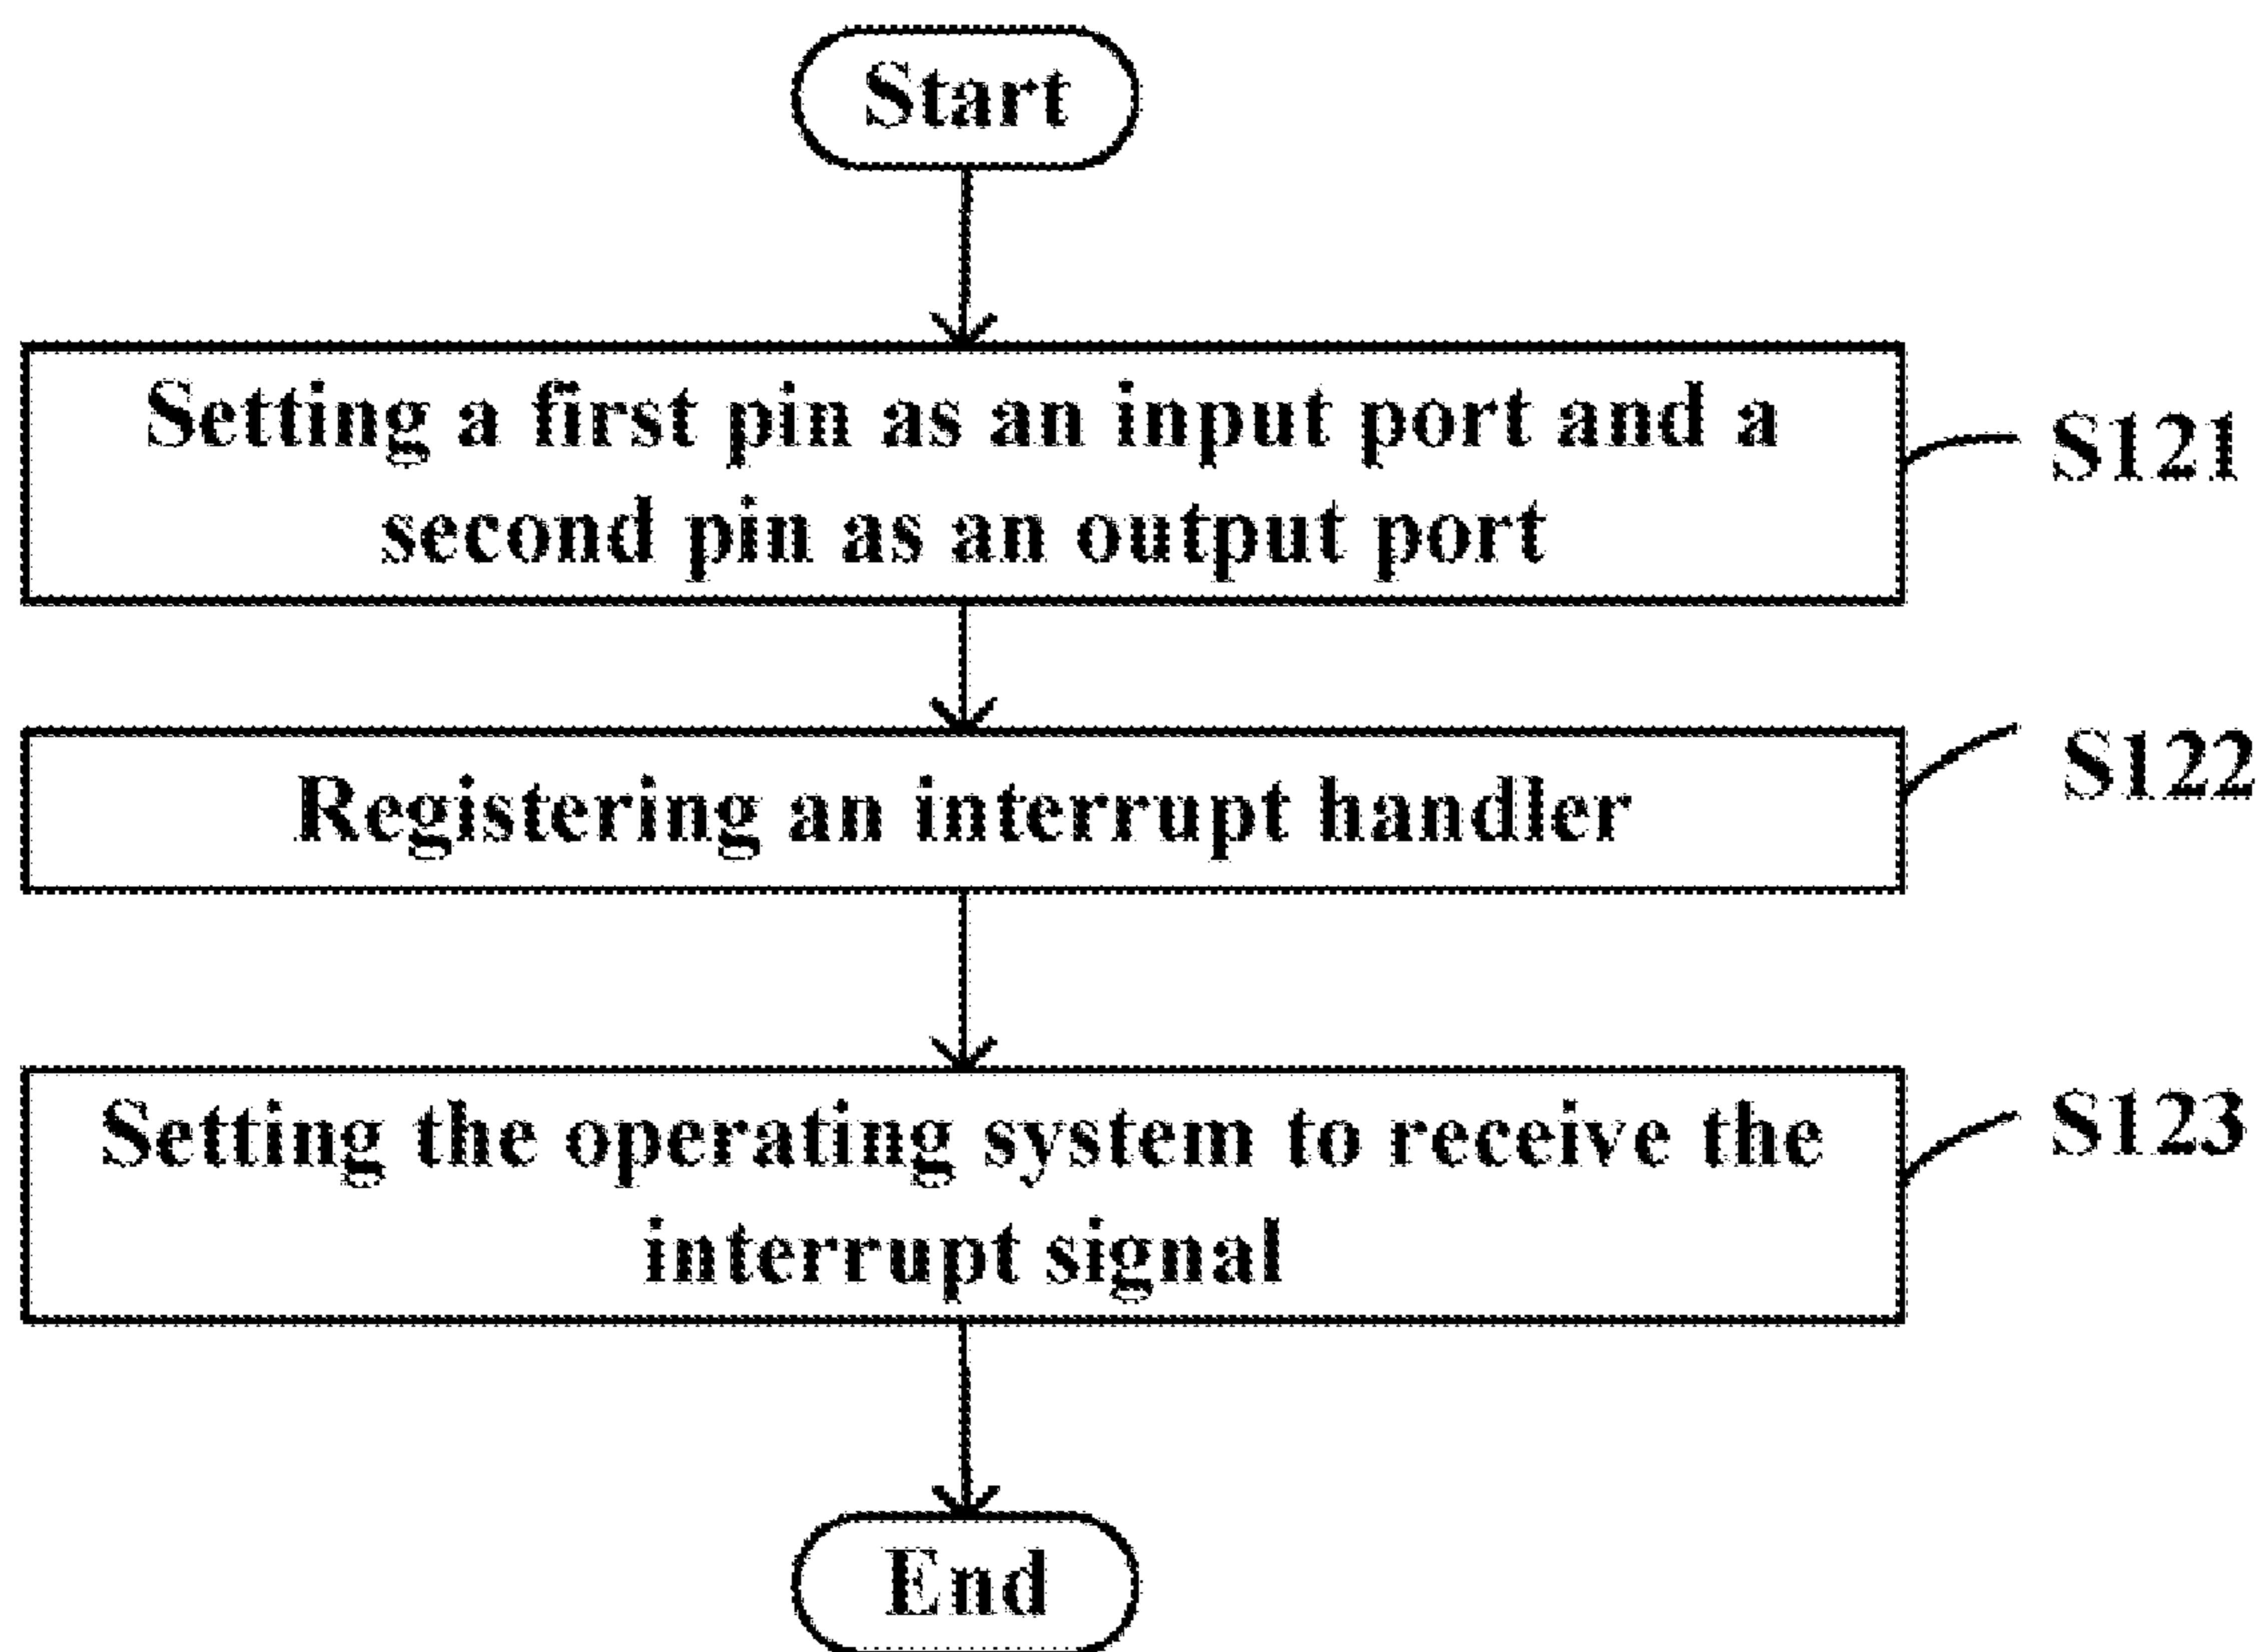 Start
Setting a first pin as an input port and a
second pin as an output port
S121
Registering an interrupt handler
S122
Setting the operating system to receive the
interrupt signal
S123
End